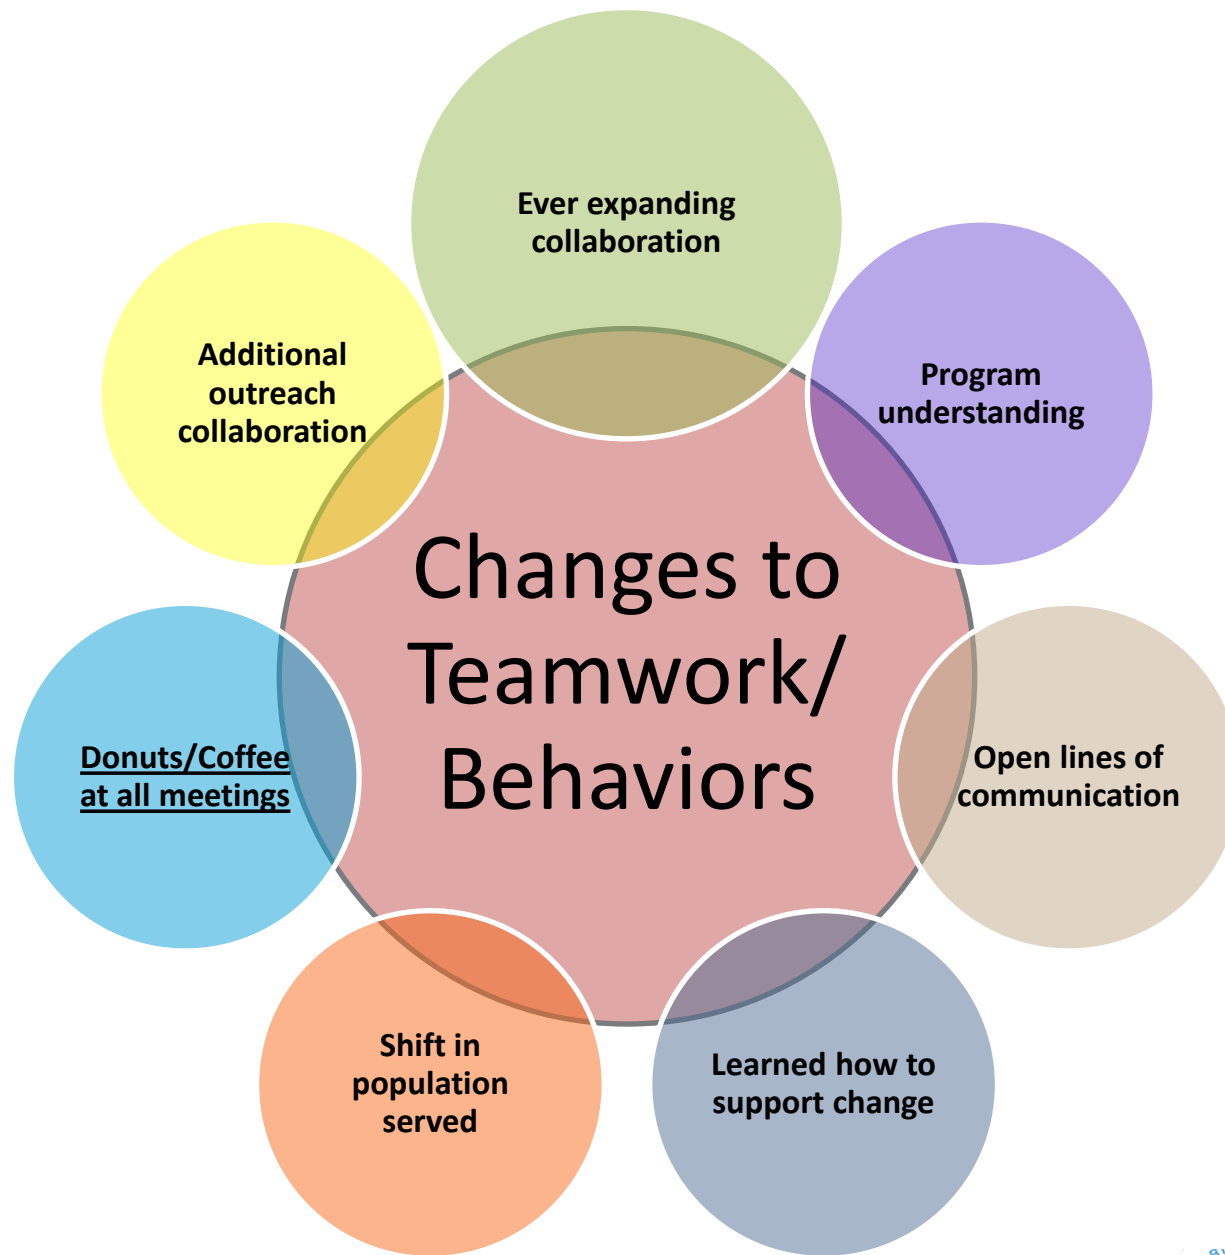 Ever expanding
collaboration
Program
understanding
Open lines of
communication
Learned how to
support change
Shift in
population
served
Donuts/Coffee
at all meetings
Additional
outreach
collaboration
Changes to
Teamwork/
Behaviors